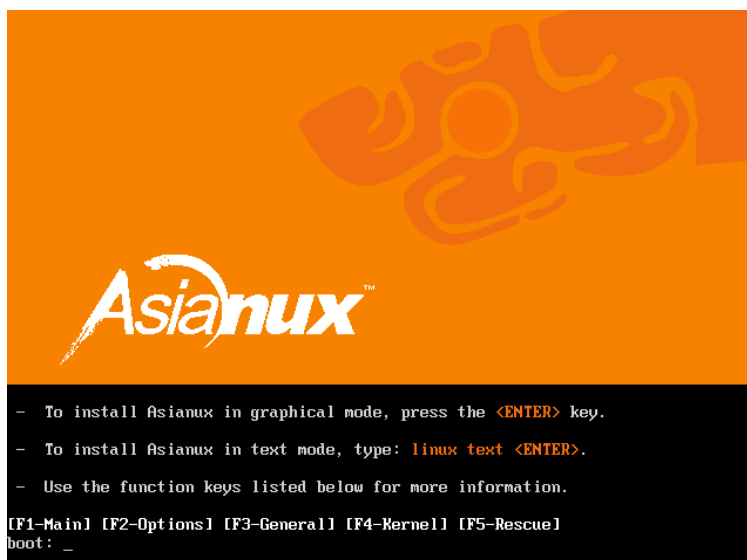 Asianux™
- To install Asianux in graphical mode, press the <ENTER> key.
- To install Asianux in text mode, type: linux text <ENTER>.
- Use the function keys listed below for more information.
[F1-Main] [F2-Options] [F3-General] [F4-Kernel] [F5-Rescue]
boot: _